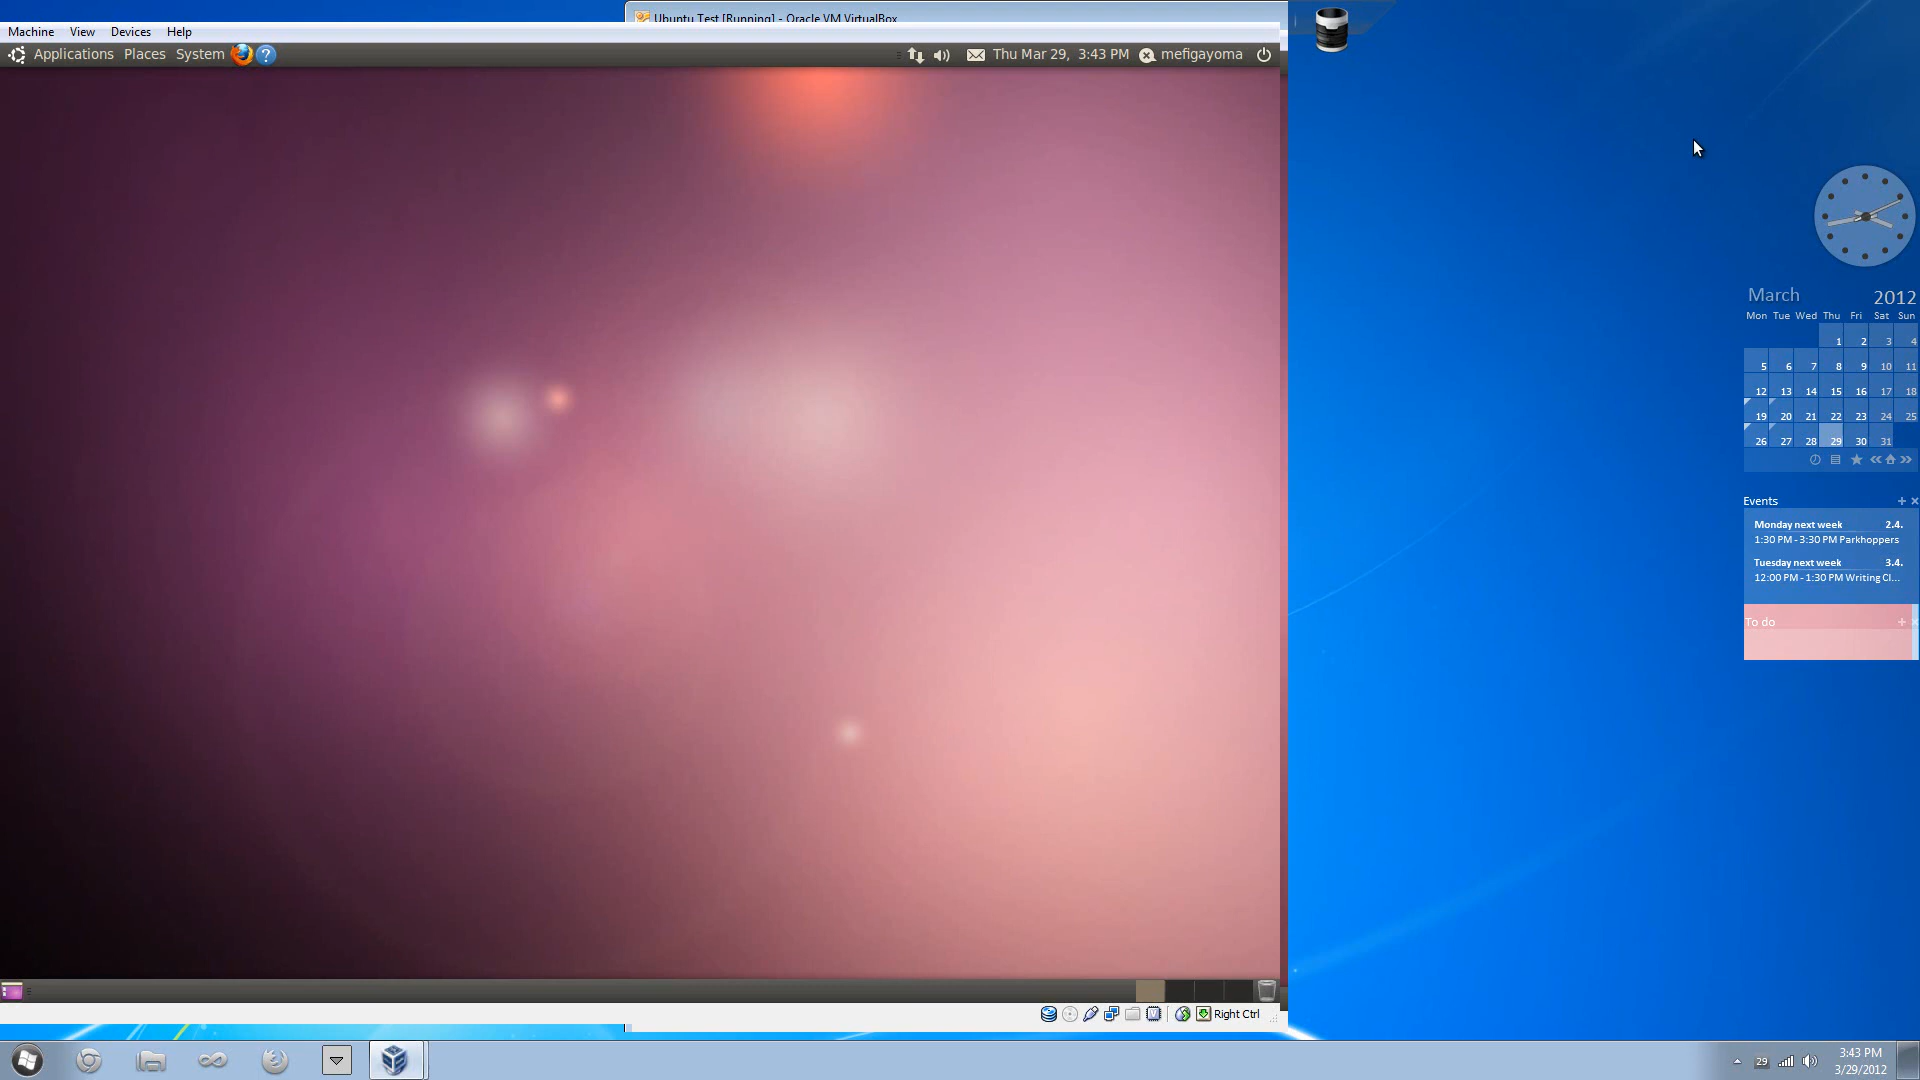 Ubuntu Test [Running] - Oracle VM VirtualBox
Machine View Devices Help
Applications Places System ? Thu Mar 29, 3:43 PM mefigayoma
March 2012
Mon Tue Wed Thu Fri Sat Sun
1 2 3 4
5 6 7 8 9 10 11
12 13 14 15 16 17 18
19 20 21 22 23 24 25
26 27 28 29 30 31
Events
Monday next week 2.4.
1:30 PM - 3:30 PM Parkhoppers
Tuesday next week 3.4.
12:00 PM - 1:30 PM Writing Cl...
To do
Right Ctrl
29
3:43 PM
3/29/2012